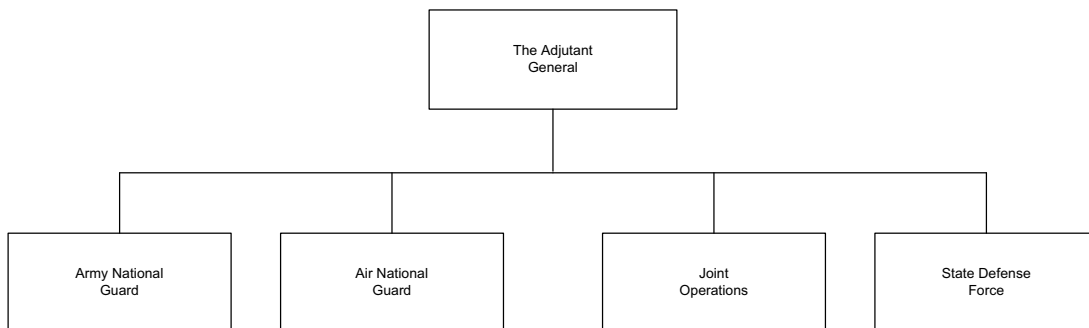 The Adjutant
General
Army National
Guard
Air National
Guard
Joint
Operations
State Defense
Force